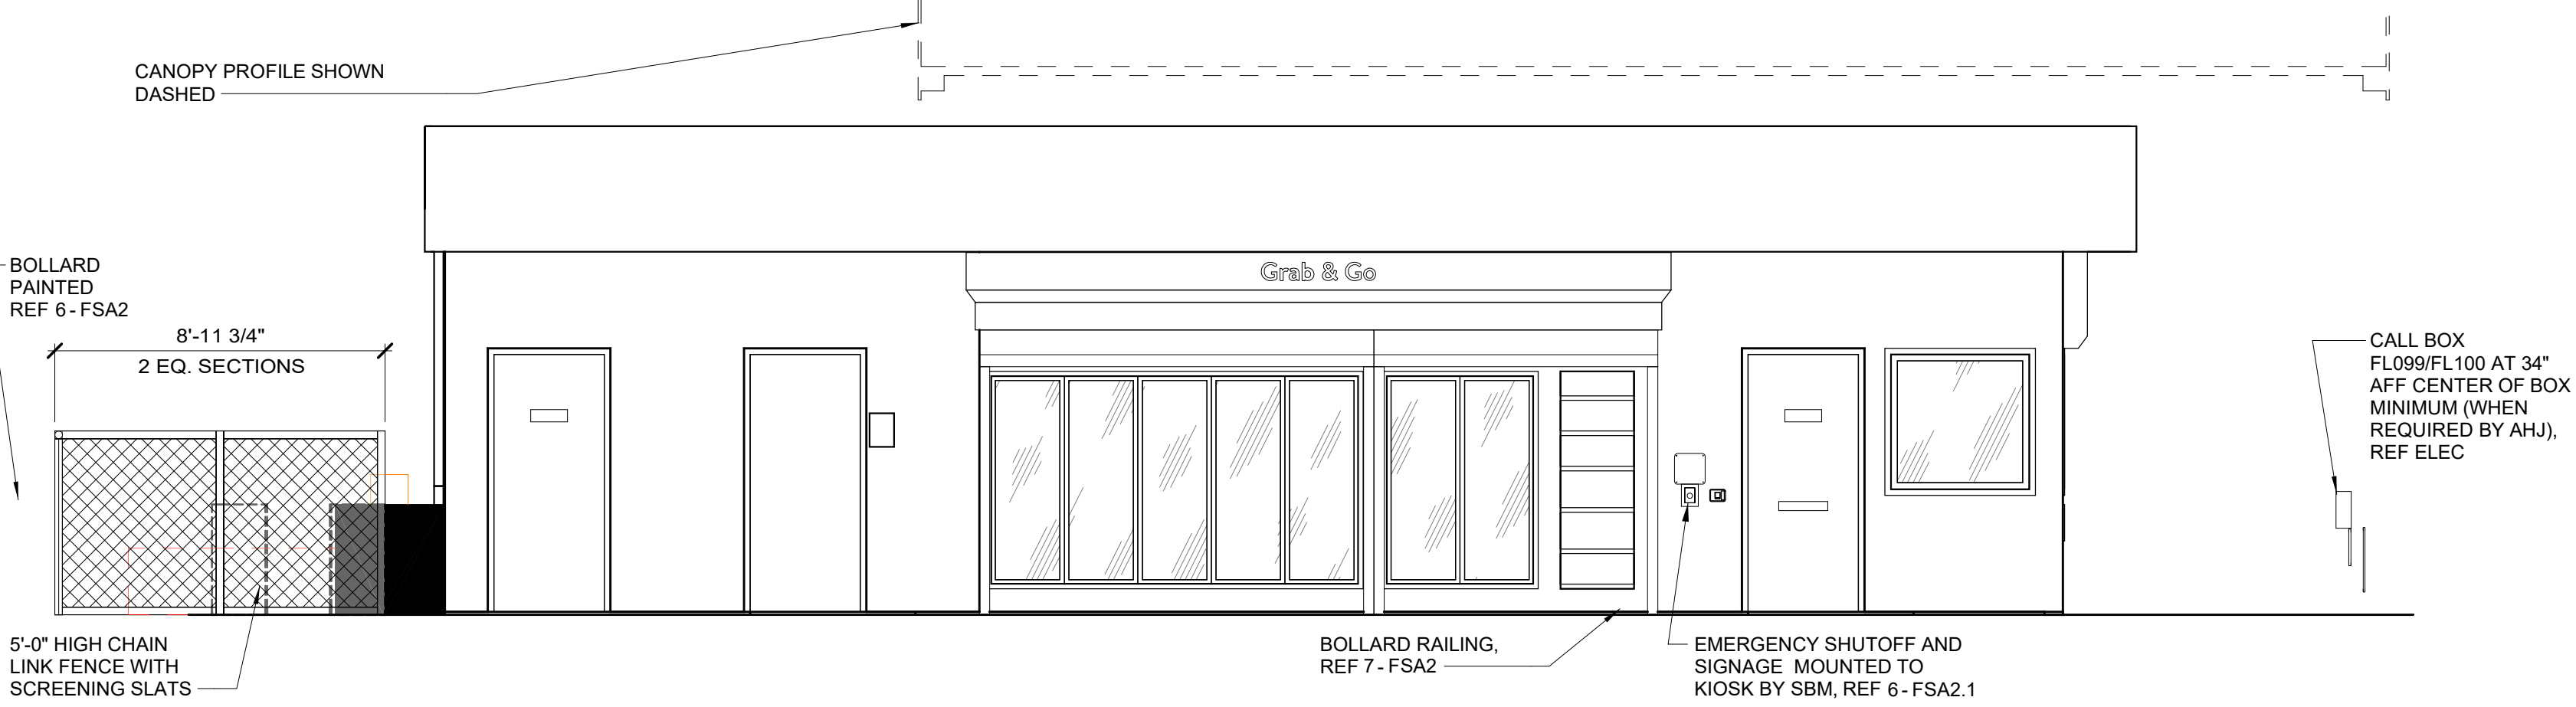 CANOPY PROFILE SHOWN
DASHED
Grab & Go
BOLLARD
PAINTED
REF 6 - FSA2
8'-11 3/4"
2 EQ. SECTIONS
CALL BOX
FL099/FL100 AT 34"
AFF CENTER OF BOX
MINIMUM (WHEN
REQUIRED BY AHJ),
REF ELEC
5'-0" HIGH CHAIN
LINK FENCE WITH
SCREENING SLATS
BOLLARD RAILING,
REF 7 - FSA2
EMERGENCY SHUTOFF AND
SIGNAGE MOUNTED TO
KIOSK BY SBM, REF 6 - FSA2.1